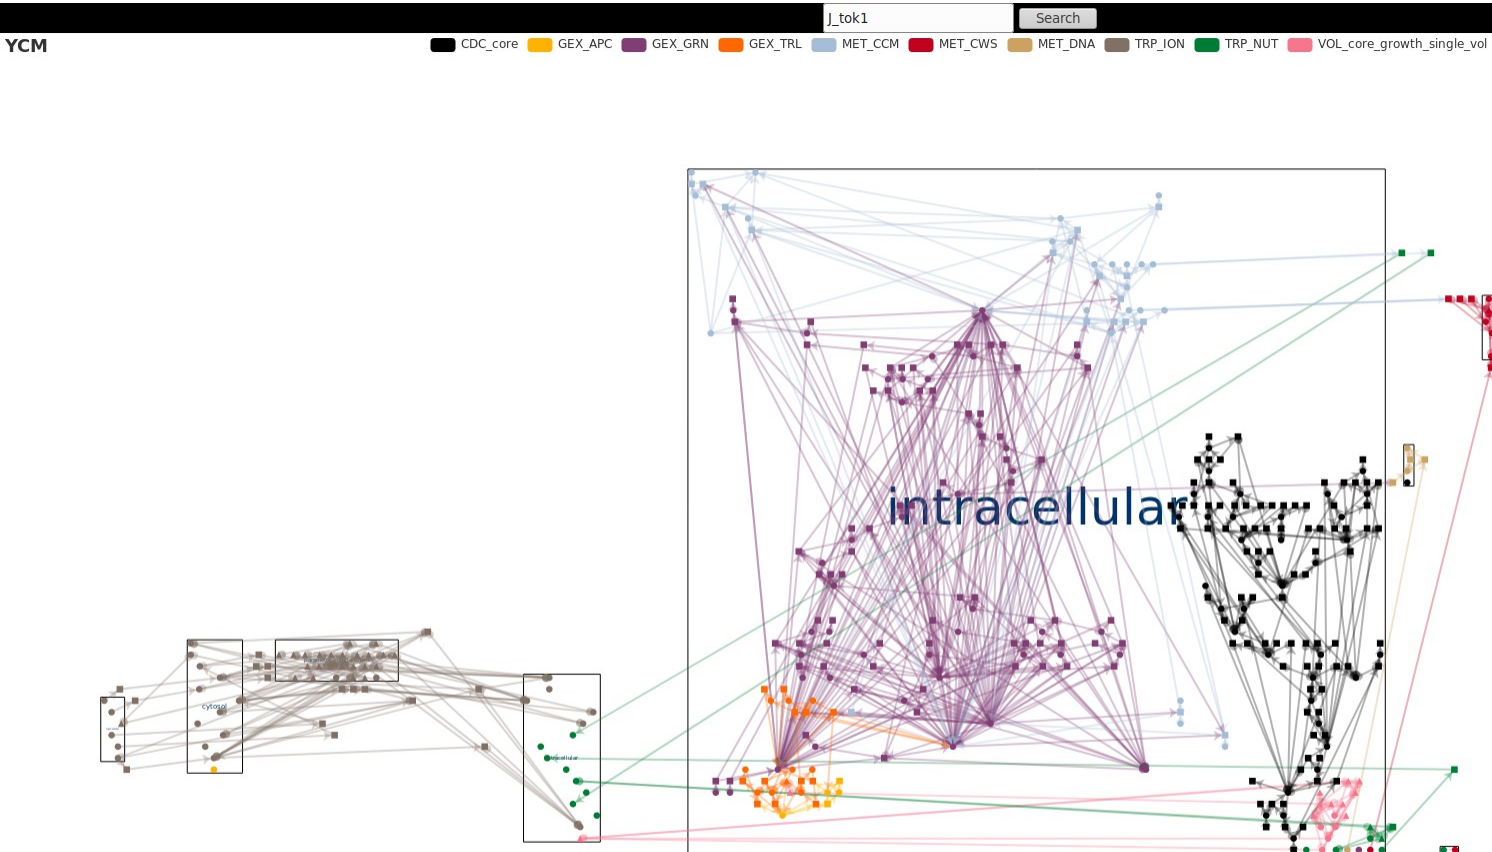 J_tok1 Search
YCM CDC_core GEX_APC GEX_GRN GEX_TRL MET_CCM MET_CWS MET_DNA TRP_ION TRP_NUT VOL_core_growth_single_vol
intracellular
cytosol